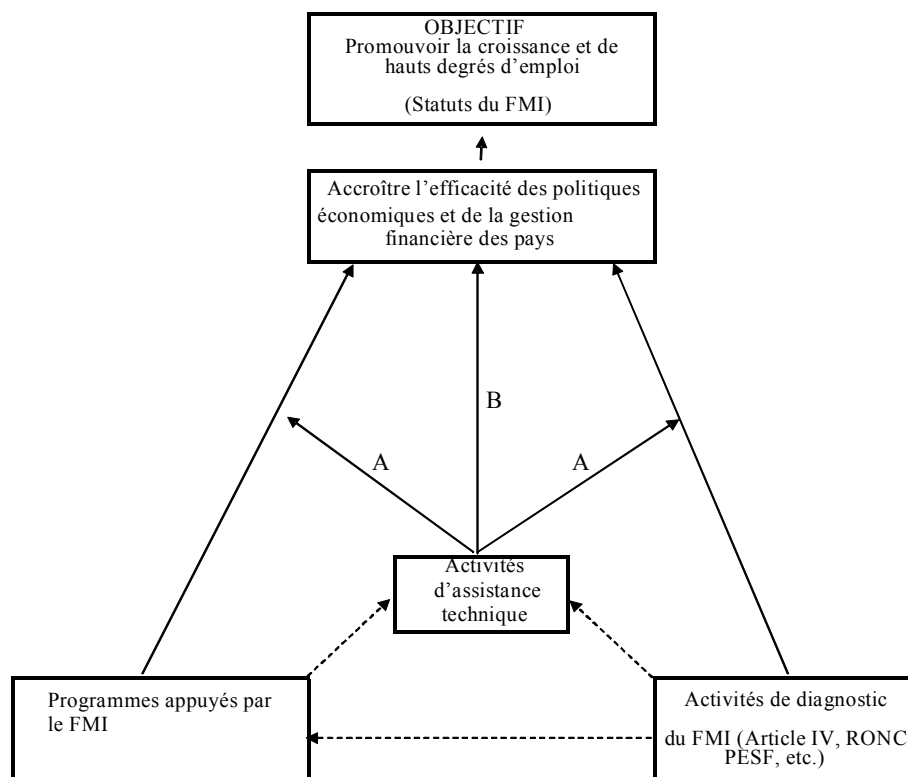 OBJECTIF
Promouvoir la croissance et de
hauts degrés d’emploi
(Statuts du FMI)
Accroître l’efficacité des politiques
économiques et de la gestion
financière des pays
B
A
A
Activités
d’assistance
technique
Programmes appuyés par
le FMI
Activités de diagnostic
du FMI (Article IV, RONC
PESF, etc.)